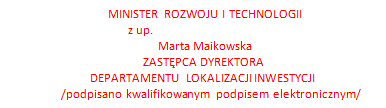 MINISTER ROZWOJU I TECHNOLOGII
z up.
Marta Maikowska
ZASTĘPCA DYREKTORA
DEPARTAMENTU LOKALIZACJI INWESTYCJI
/podpisano kwalifikowanym podpisem elektronicznym/